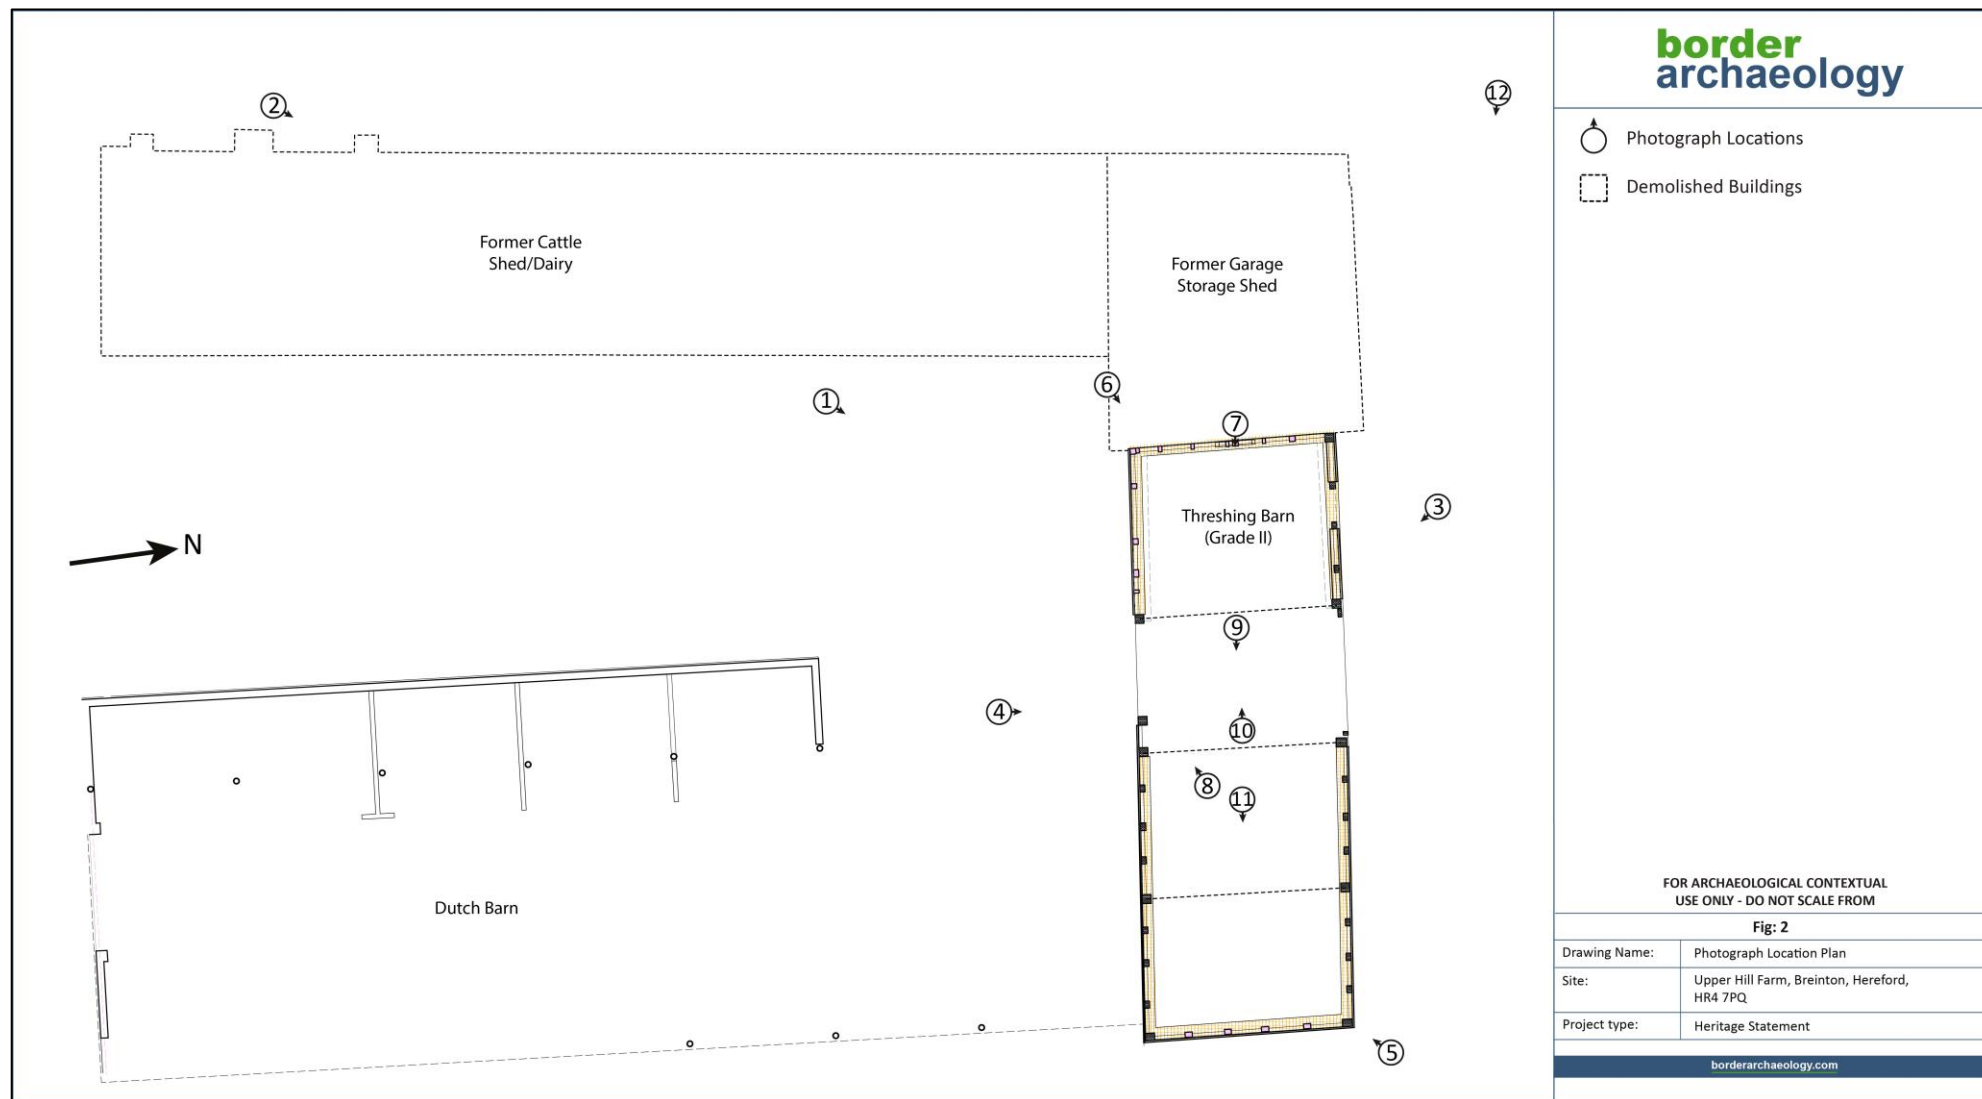 border
archaeology
Photograph Locations
Demolished Buildings
2
12
Former Cattle
Shed/Dairy
Former Garage
Storage Shed
1
6
7
3
Threshing Barn
(Grade II)
N
9
4
10
8
11
Dutch Barn
5
FOR ARCHAEOLOGICAL CONTEXTUAL
USE ONLY - DO NOT SCALE FROM
Fig: 2
Drawing Name: Photograph Location Plan
Site: Upper Hill Farm, Breinton, Hereford,
HR4 7PQ
Project type: Heritage Statement
borderarchaeology.com